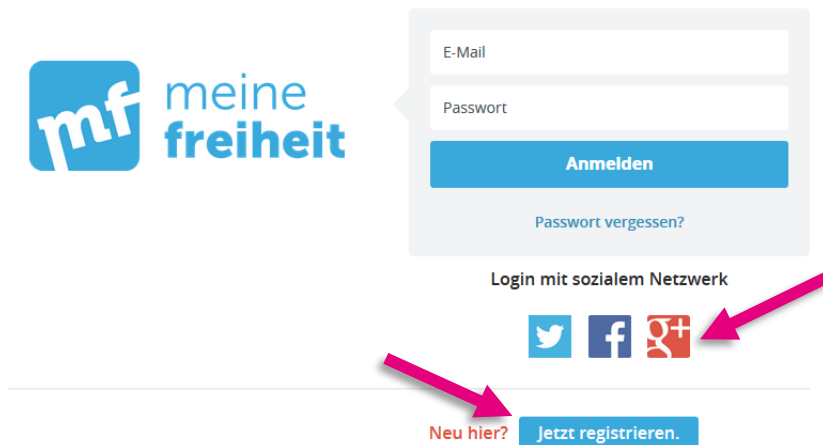 mf
meine
freiheit
E-Mail
Passwort
Anmelden
Passwort vergessen?
Login mit sozialem Netzwerk
f g+
Neu hier? Jetzt registrieren.